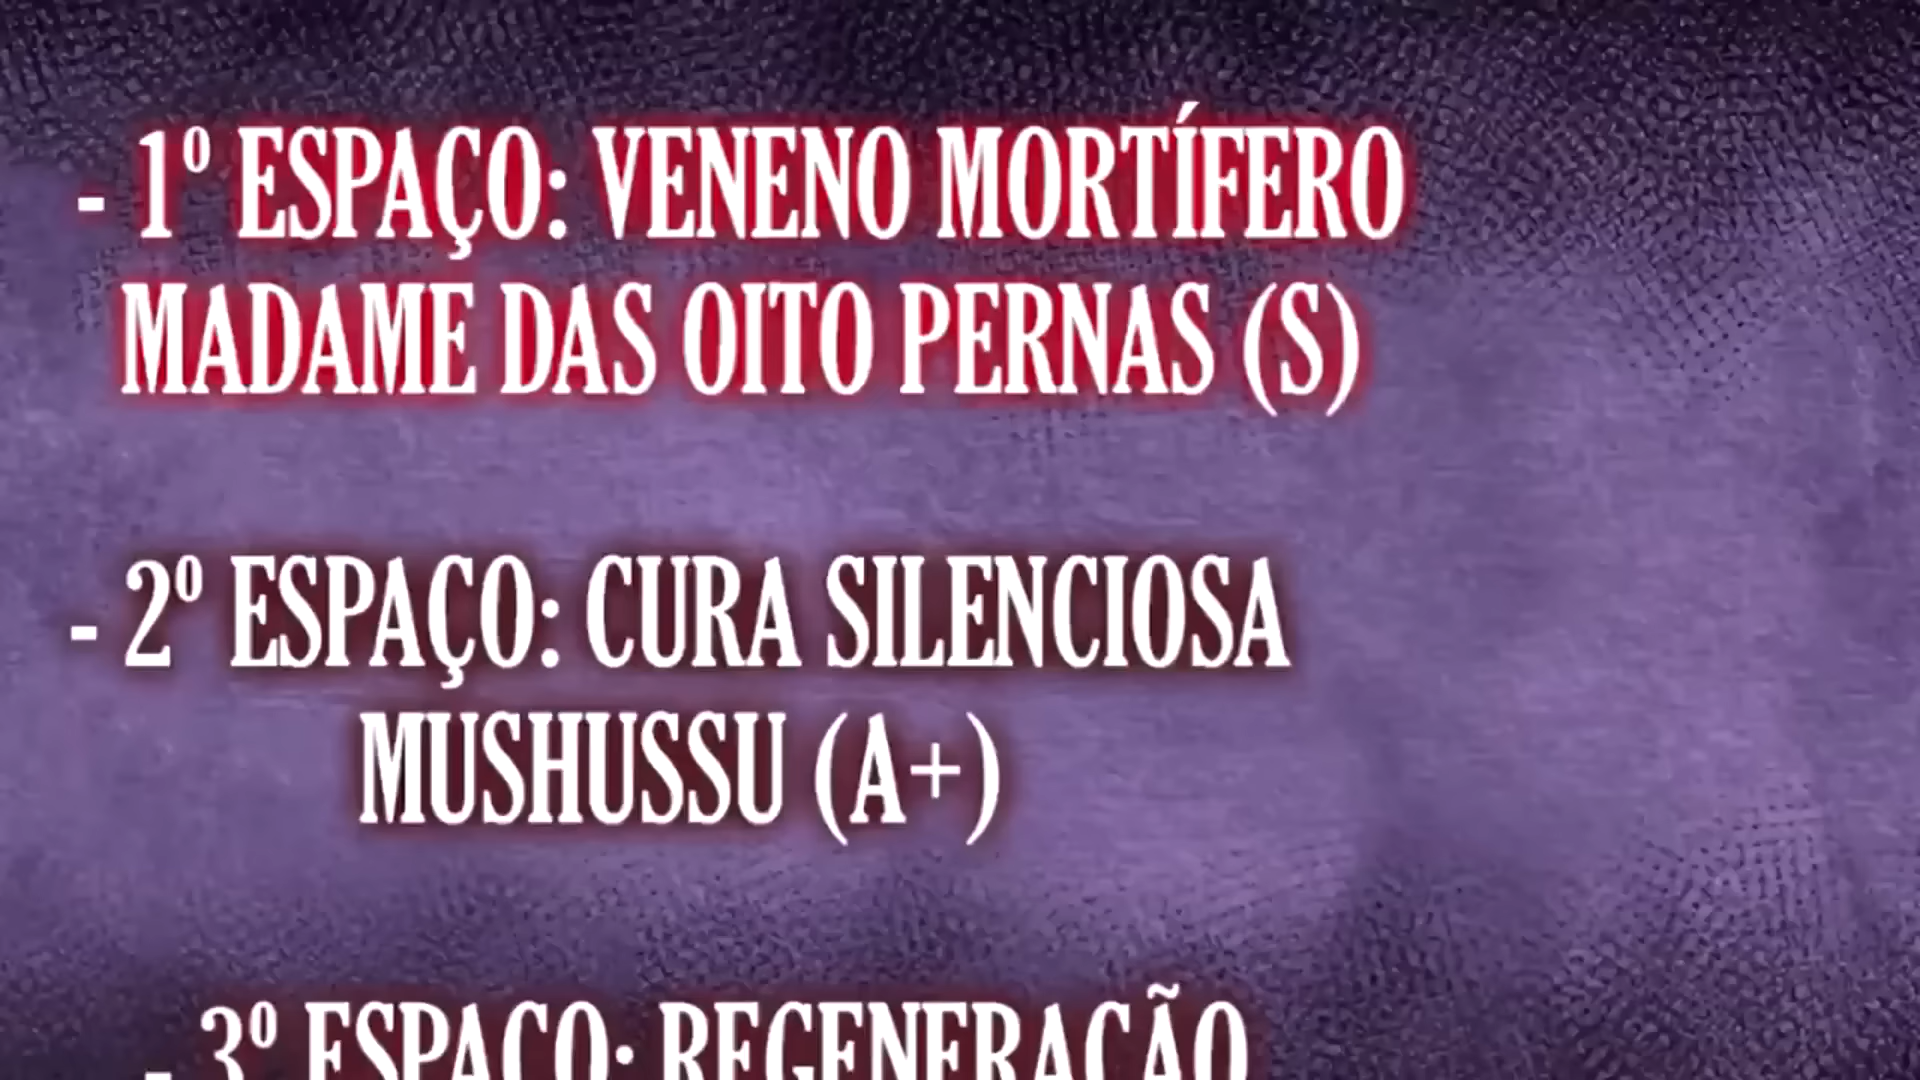 - 1º ESPAÇO: VENENO MORTÍFERO
MADAME DAS OITO PERNAS (S)
- 2º ESPAÇO: CURA SILENCIOSA
MUSHUSSU (A+)
- 3º ESPAÇO: REGENERAÇÃO